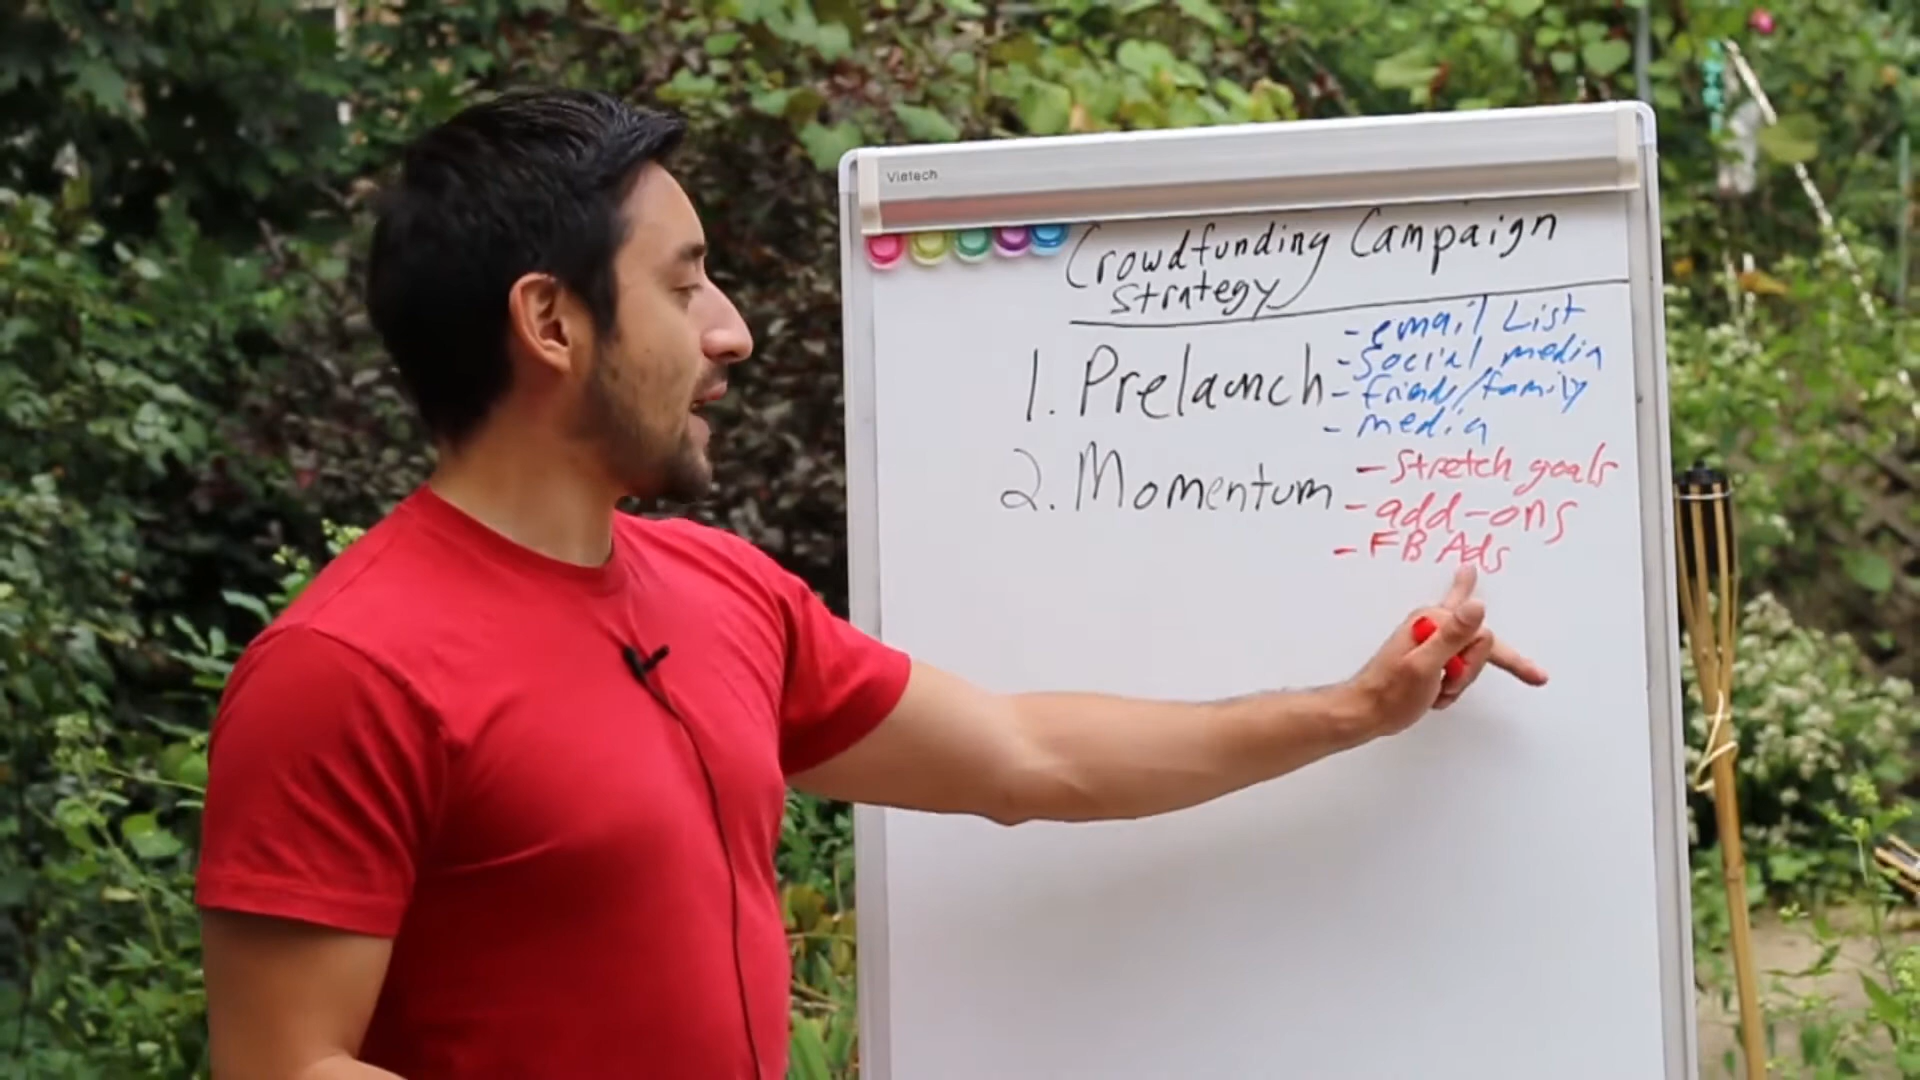 Vietech
Crowdfunding Campaign
Strategy
1. Prelaunch
- email List
- Social media
- friends/family
- media
2. Momentum
- Stretch goals
- add-ons
- FB Ads